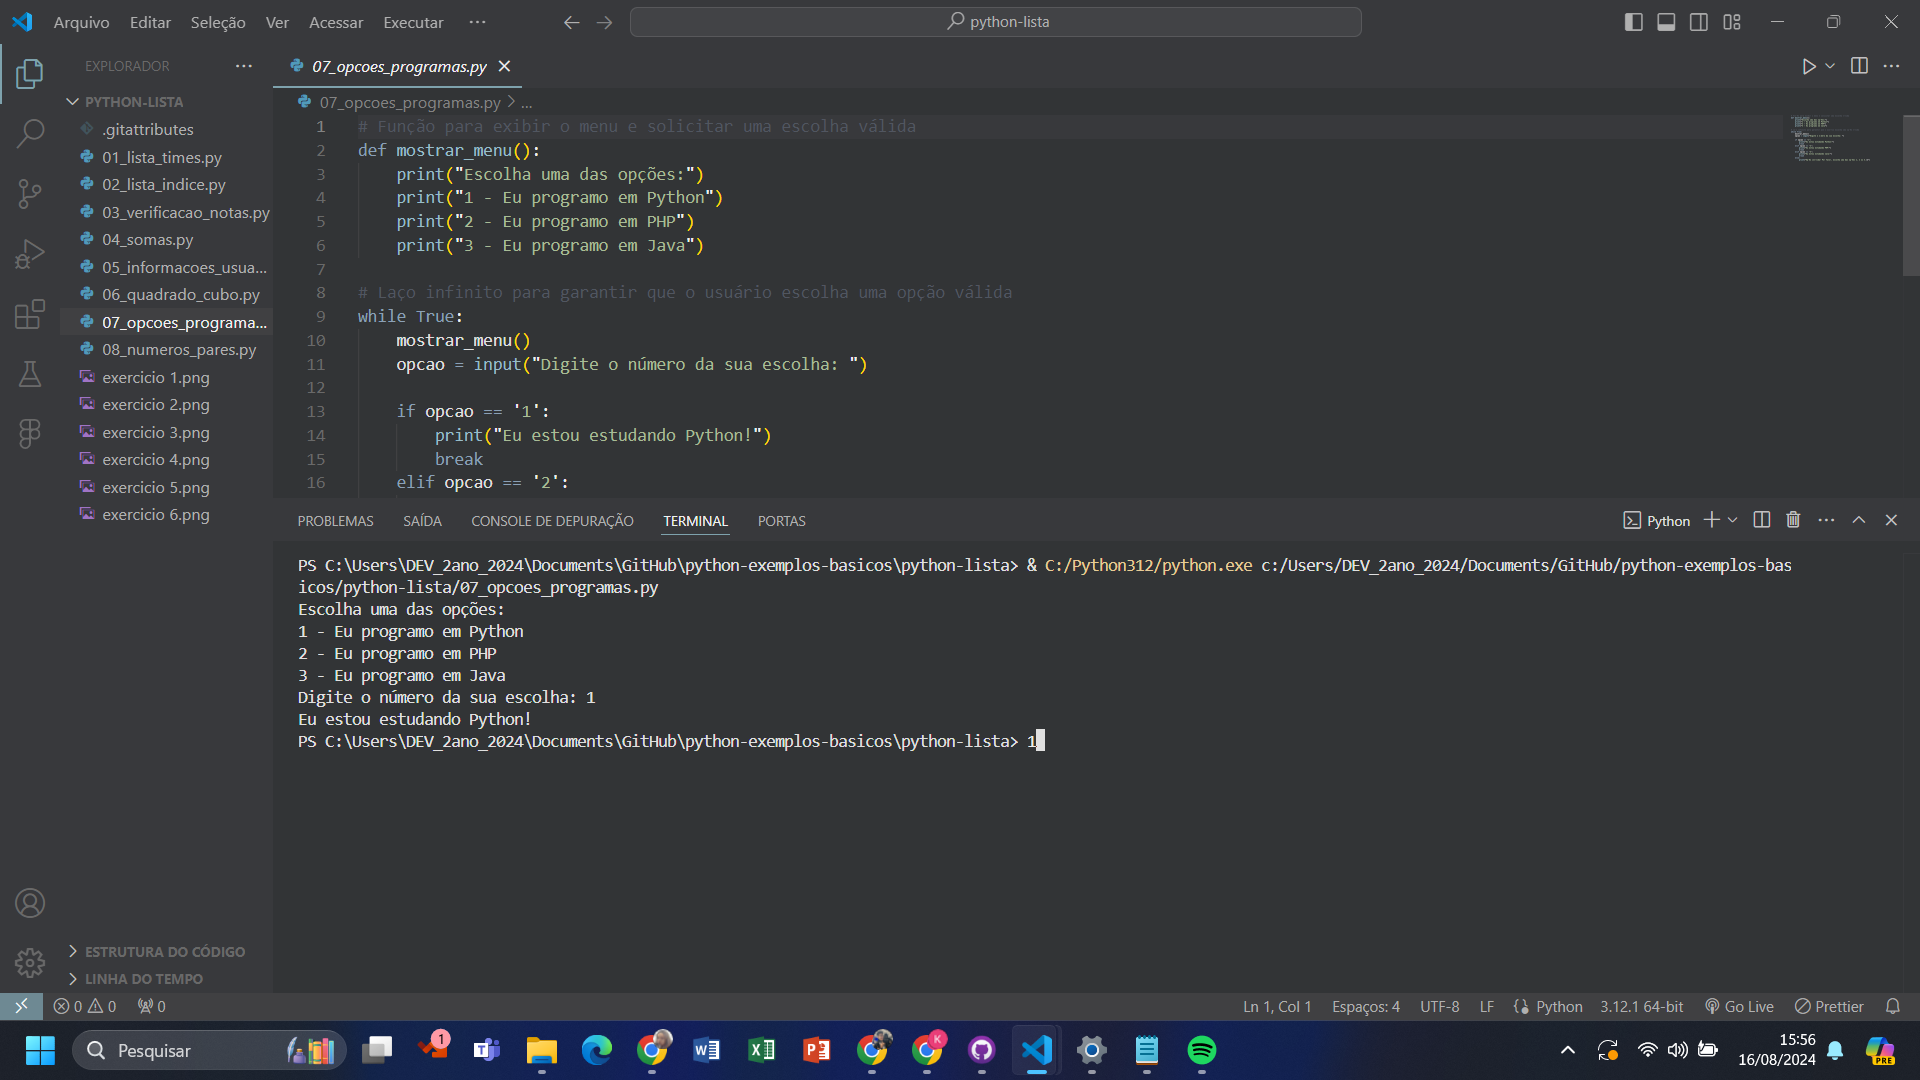 Arquivo Editar Seleção Ver Acessar Executar ···
python-lista
EXPLORADOR ···
PYTHON-LISTA
.gitattributes
01_lista_times.py
02_lista_indice.py
03_verificacao_notas.py
04_somas.py
05_informacoes_usua...
06_quadrado_cubo.py
07_opcoes_programa...
08_numeros_pares.py
exercicio 1.png
exercicio 2.png
exercicio 3.png
exercicio 4.png
exercicio 5.png
exercicio 6.png
ESTRUTURA DO CÓDIGO
LINHA DO TEMPO
07_opcoes_programas.py
07_opcoes_programas.py > ...
1 # Função para exibir o menu e solicitar uma escolha válida
2 def mostrar_menu():
3 print("Escolha uma das opções:")
4 print("1 - Eu programo em Python")
5 print("2 - Eu programo em PHP")
6 print("3 - Eu programo em Java")
7
8 # Laço infinito para garantir que o usuário escolha uma opção válida
9 while True:
10 mostrar_menu()
11 opcao = input("Digite o número da sua escolha: ")
12
13 if opcao == '1':
14 print("Eu estou estudando Python!")
15 break
16 elif opcao == '2':
PROBLEMAS SAÍDA CONSOLE DE DEPURAÇÃO TERMINAL PORTAS
Python
PS C:\Users\DEV_2ano_2024\Documents\GitHub\python-exemplos-basicos\python-lista> & C:/Python312/python.exe c:/Users/DEV_2ano_2024/Documents/GitHub/python-exemplos-bas
icos/python-lista/07_opcoes_programas.py
Escolha uma das opções:
1 - Eu programo em Python
2 - Eu programo em PHP
3 - Eu programo em Java
Digite o número da sua escolha: 1
Eu estou estudando Python!
PS C:\Users\DEV_2ano_2024\Documents\GitHub\python-exemplos-basicos\python-lista> 1
0 0 0
Ln 1, Col 1 Espaços: 4 UTF-8 LF Python 3.12.1 64-bit Go Live Prettier
Pesquisar
1
K
15:56
16/08/2024
PRE